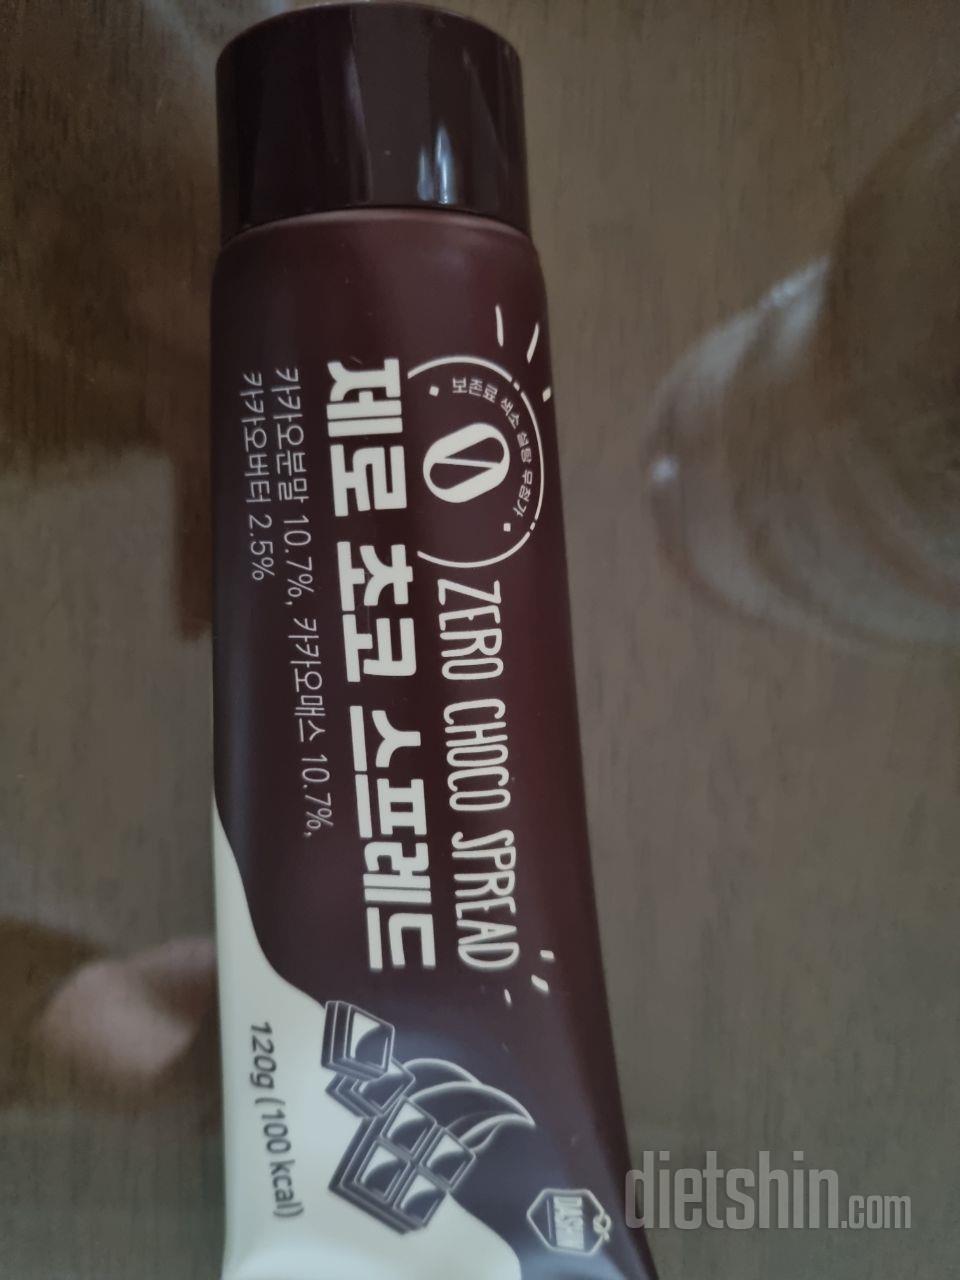 보존료 색소 설탕 무첨가
0
ZERO CHOCO SPREAD
제로 초코 스프레드
카카오분말 10.7%, 카카오매스 10.7%,
카카오버터 2.5%
120g (100 kcal)
DASHIN
dietshin.com